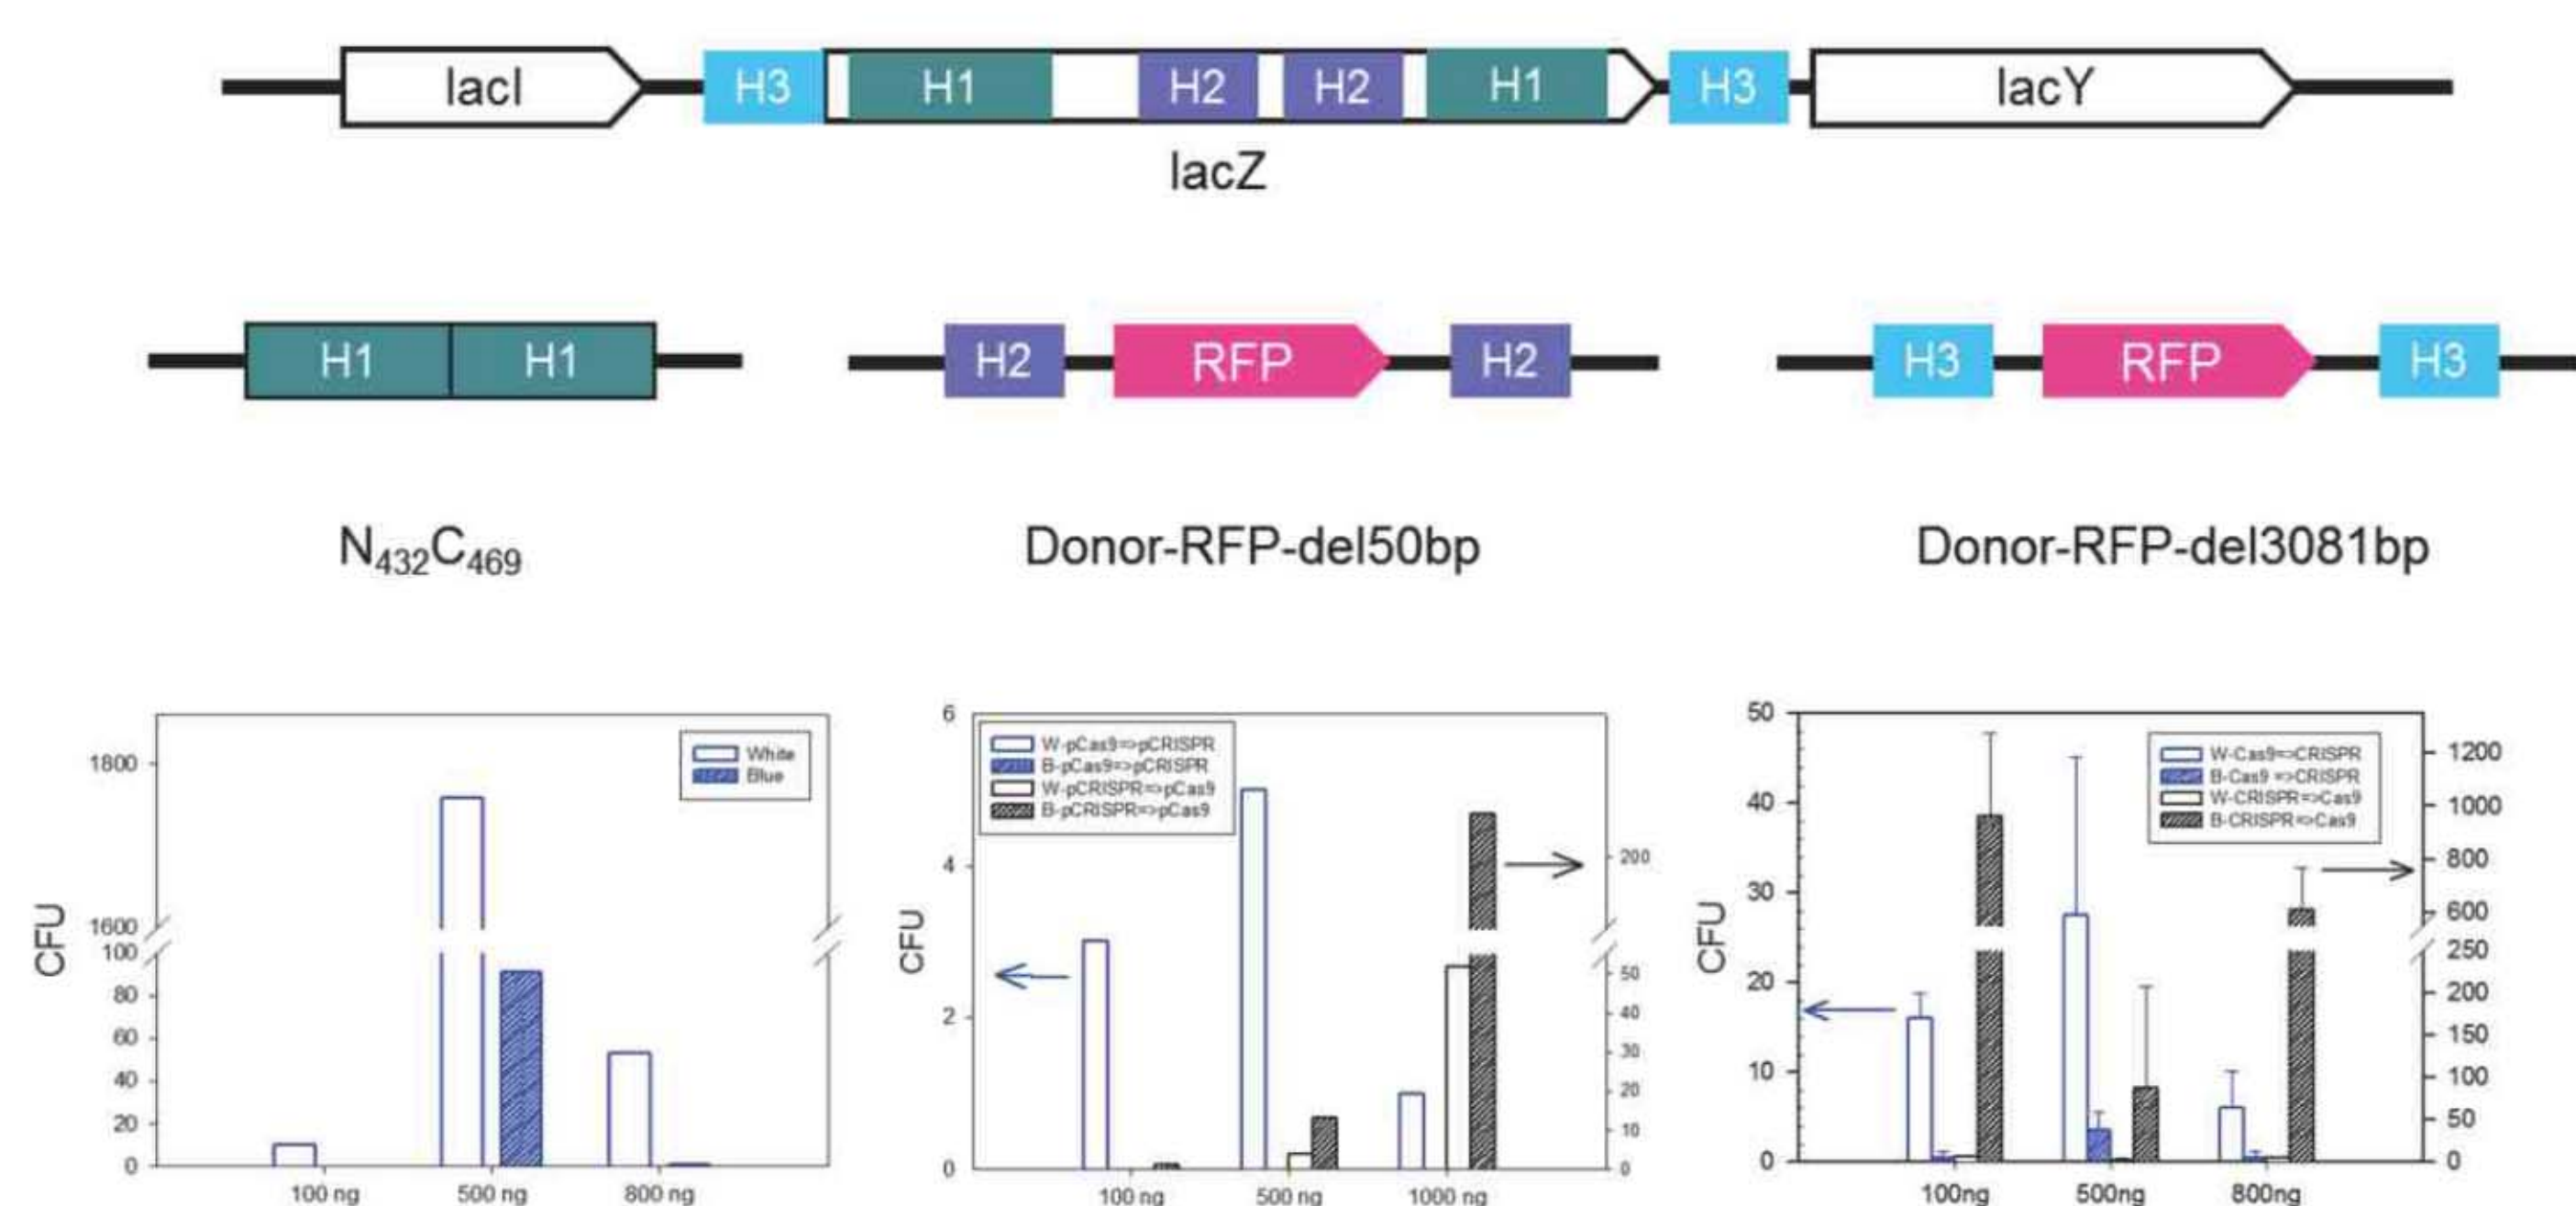 lacI H3 H1 H2 H2 H1 H3 lacY
lacZ
H1 H1 H2 RFP H2 H3 RFP H3
N432C469 Donor-RFP-del50bp Donor-RFP-del3081bp
CFU
1800
1600
100
80
60
40
20
0
White
Blue
100 ng 500 ng 800 ng
CFU
6
4
2
0
W-pCas9=>pCRISPR
B-pCas9=>pCRISPR
W-pCRISPR=>pCas9
B-pCRISPR=>pCas9
200
50
40
30
20
10
0
100 ng 500 ng 1000 ng
CFU
50
40
30
20
10
0
W-Cas9=>CRISPR
B-Cas9 =>CRISPR
W-CRISPR=>Cas9
B-CRISPR=>Cas9
1200
1000
800
600
250
200
150
100
50
0
100ng 500ng 800ng